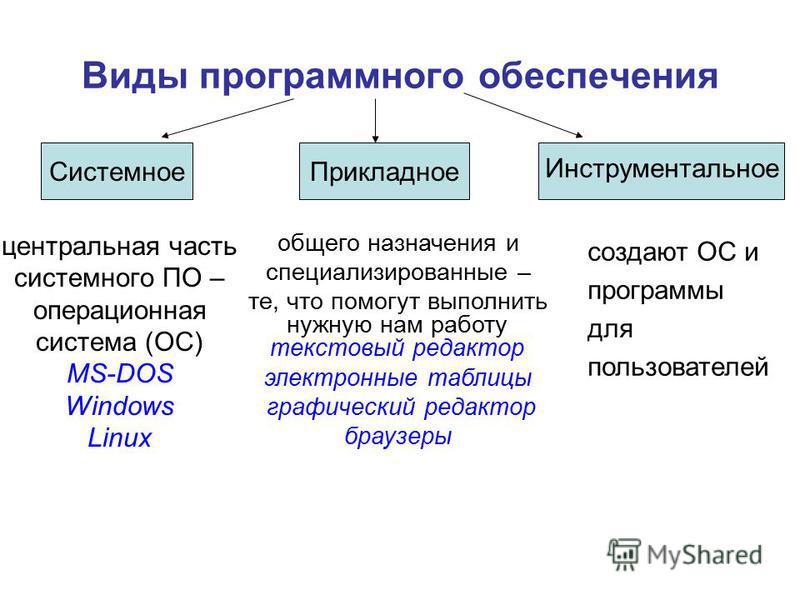 Виды программного обеспечения
Системное
Прикладное
Инструментальное
центральная часть
системного ПО –
операционная
система (ОС)
MS-DOS
Windows
Linux
общего назначения и
специализированные –
те, что помогут выполнить
нужную нам работу
текстовый редактор
электронные таблицы
графический редактор
браузеры
создают ОС и
программы
для
пользователей
MyShared